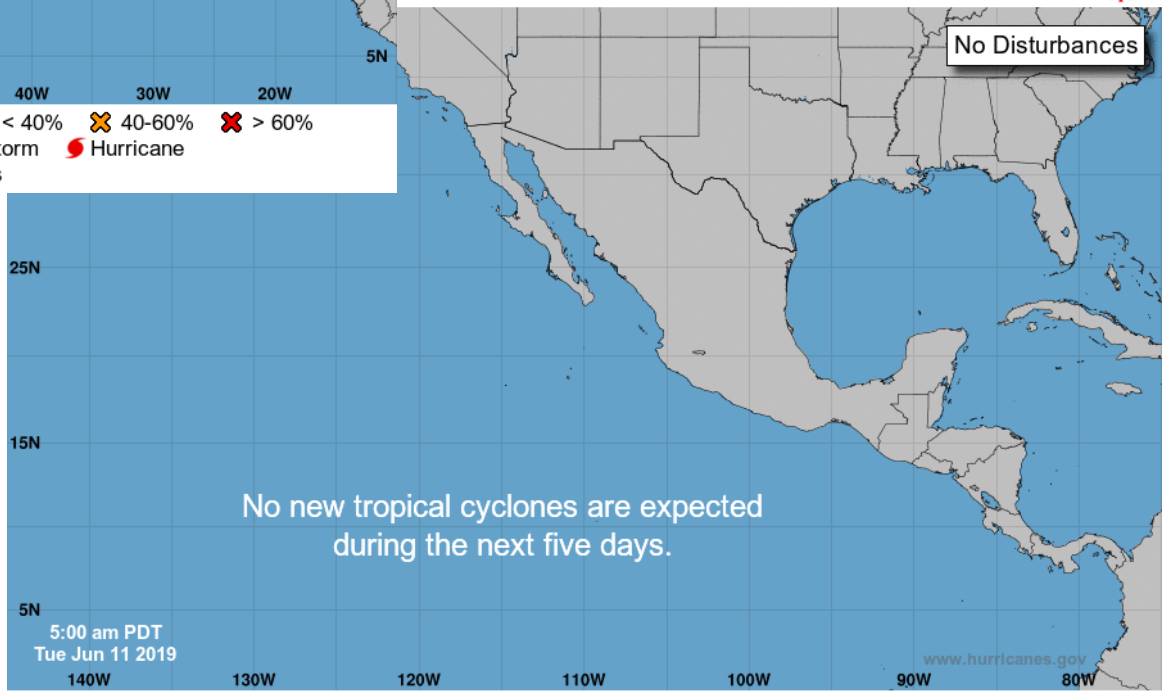 5N
40W 30W 20W
< 40% 40-60% > 60%
orm Hurricane
No Disturbances
25N
15N
No new tropical cyclones are expected
during the next five days.
5N
5:00 am PDT
Tue Jun 11 2019
www.hurricanes.gov
140W 130W 120W 110W 100W 90W 80W